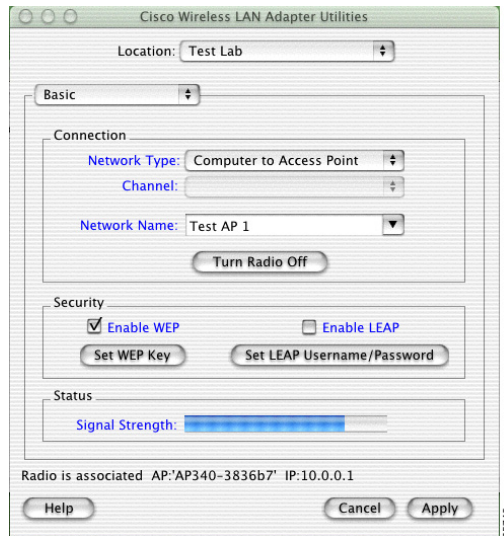 Cisco Wireless LAN Adapter Utilities
Location: Test Lab
Basic
Connection
Network Type: Computer to Access Point
Channel:
Network Name: Test AP 1
Turn Radio Off
Security
Enable WEP Enable LEAP
Set WEP Key Set LEAP Username/Password
Status
Signal Strength:
Radio is associated AP:'AP340-3836b7' IP:10.0.0.1
Help Cancel Apply